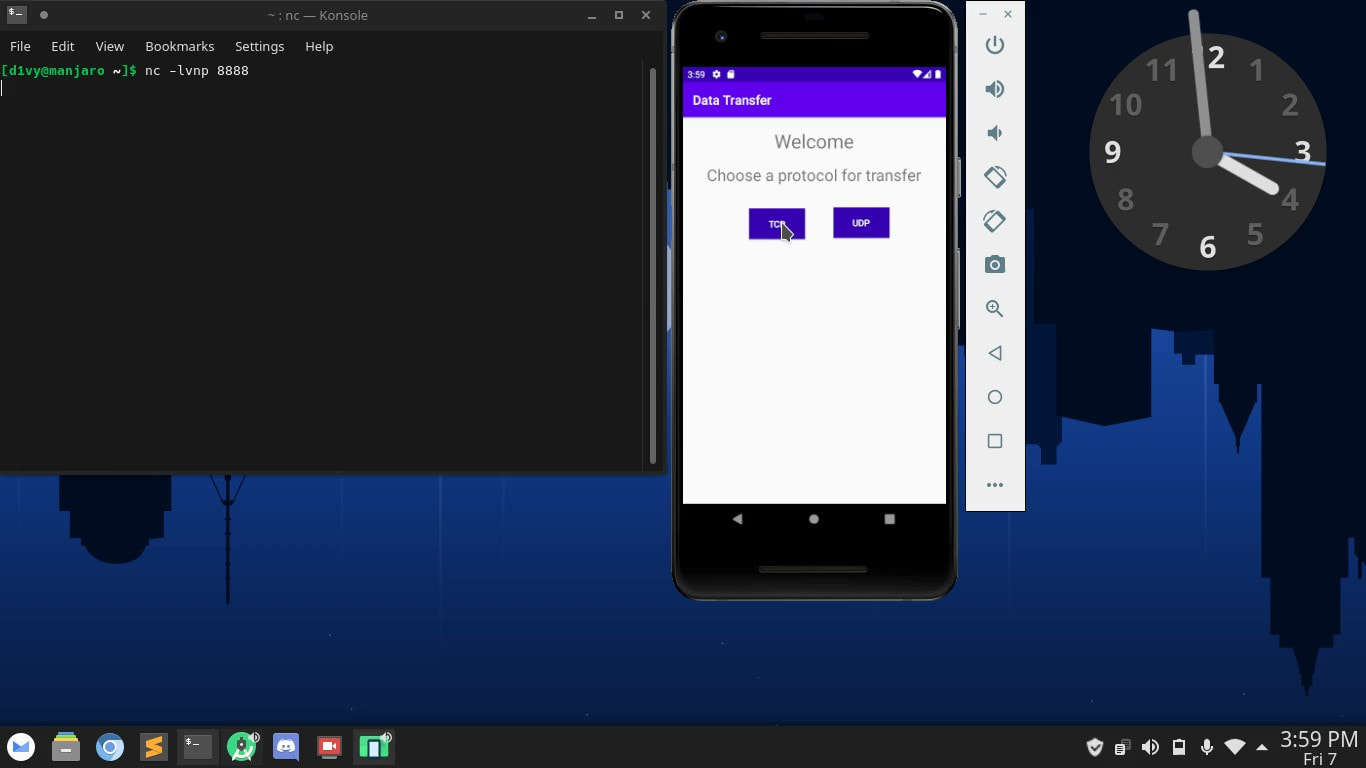 ~ : nc — Konsole
File Edit View Bookmarks Settings Help
[d1vy@manjaro ~]$ nc -lvnp 8888
3:59
Data Transfer
Welcome
Choose a protocol for transfer
TCP UDP
12
11 1
10 2
9 3
8 4
7 5
6
3:59 PM
Fri 7